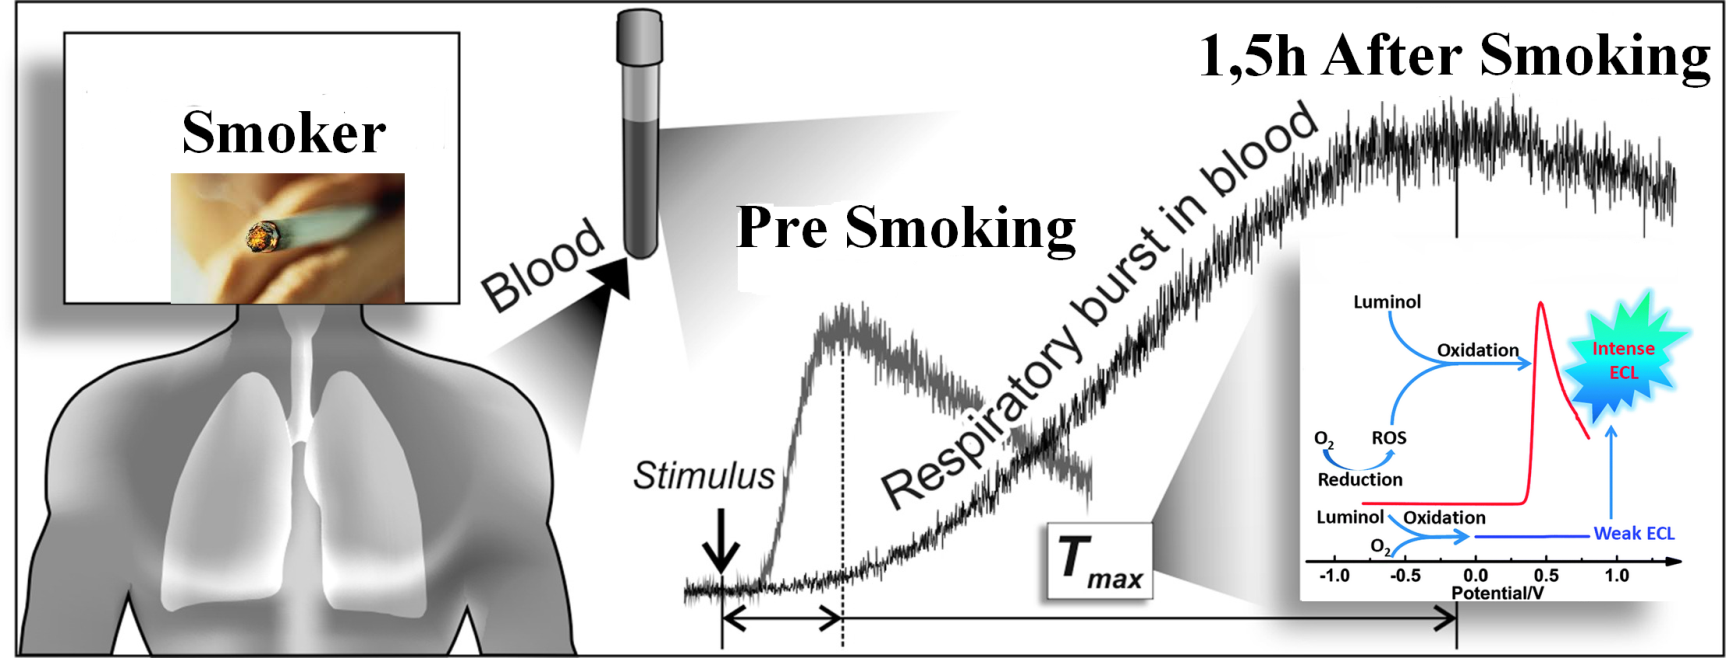 1,5h After Smoking
Smoker
Pre Smoking
Blood
Respiratory burst in blood
Stimulus
Tmax
Luminol
Oxidation
Intense
ECL
O2
ROS
Reduction
Luminol
Oxidation
O2
Weak ECL
-1.0 -0.5 0.0 0.5 1.0
Potential/V